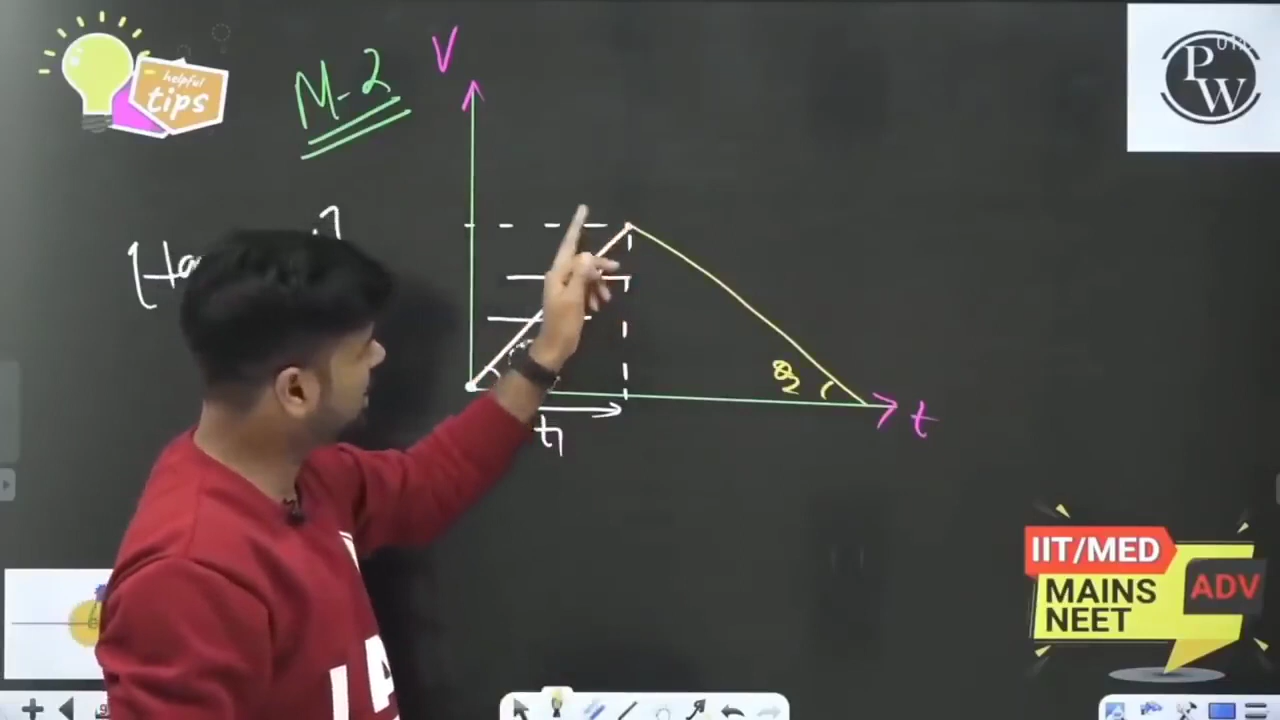 helpful
tips
M-2
V
PW
t₁
θ₂
t
IIT/MED
MAINS
NEET
ADV